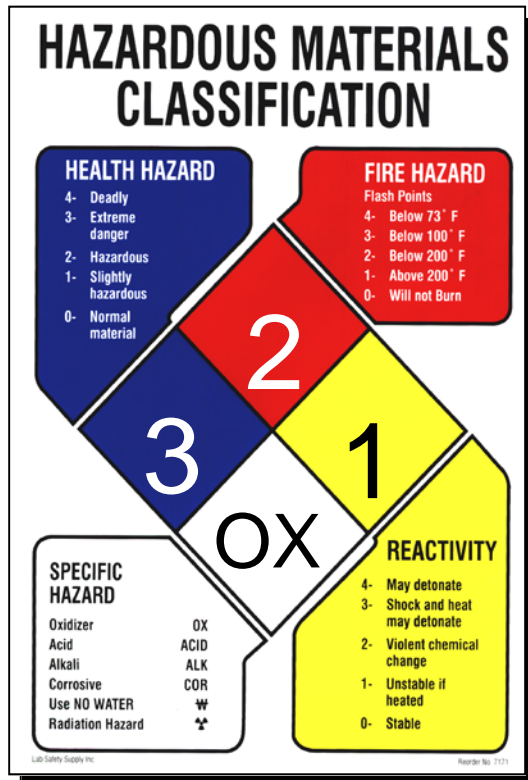 HAZARDOUS MATERIALS
CLASSIFICATION
HEALTH HAZARD
4- Deadly
3- Extreme
danger
2- Hazardous
1- Slightly
hazardous
0- Normal
material
FIRE HAZARD
Flash Points
4- Below 73° F
3- Below 100° F
2- Below 200° F
1- Above 200° F
0- Will not Burn
2
3
1
OX
SPECIFIC
HAZARD
Oxidizer OX
Acid ACID
Alkali ALK
Corrosive COR
Use NO WATER W
Radiation Hazard
REACTIVITY
4- May detonate
3- Shock and heat
may detonate
2- Violent chemical
change
1- Unstable if
heated
0- Stable
Lab Safety Supply Inc
Reorder No 7171